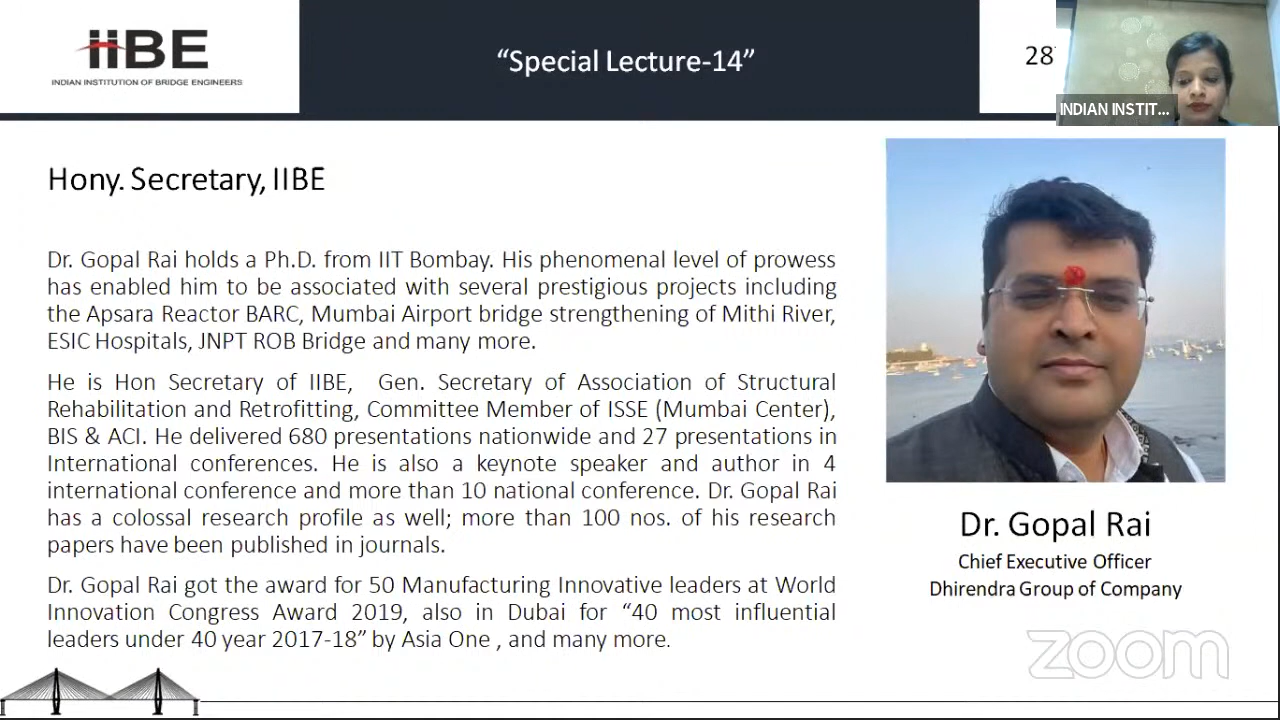 iiBE
INDIAN INSTITUTION OF BRIDGE ENGINEERS
“Special Lecture-14”
28
INDIAN INSTIT...
Hony. Secretary, IIBE
Dr. Gopal Rai holds a Ph.D. from IIT Bombay. His phenomenal level of prowess
has enabled him to be associated with several prestigious projects including
the Apsara Reactor BARC, Mumbai Airport bridge strengthening of Mithi River,
ESIC Hospitals, JNPT ROB Bridge and many more.
He is Hon Secretary of IIBE, Gen. Secretary of Association of Structural
Rehabilitation and Retrofitting, Committee Member of ISSE (Mumbai Center),
BIS & ACI. He delivered 680 presentations nationwide and 27 presentations in
International conferences. He is also a keynote speaker and author in 4
international conference and more than 10 national conference. Dr. Gopal Rai
has a colossal research profile as well; more than 100 nos. of his research
papers have been published in journals.
Dr. Gopal Rai got the award for 50 Manufacturing Innovative leaders at World
Innovation Congress Award 2019, also in Dubai for “40 most influential
leaders under 40 year 2017-18” by Asia One , and many more.
Dr. Gopal Rai
Chief Executive Officer
Dhirendra Group of Company
zoom